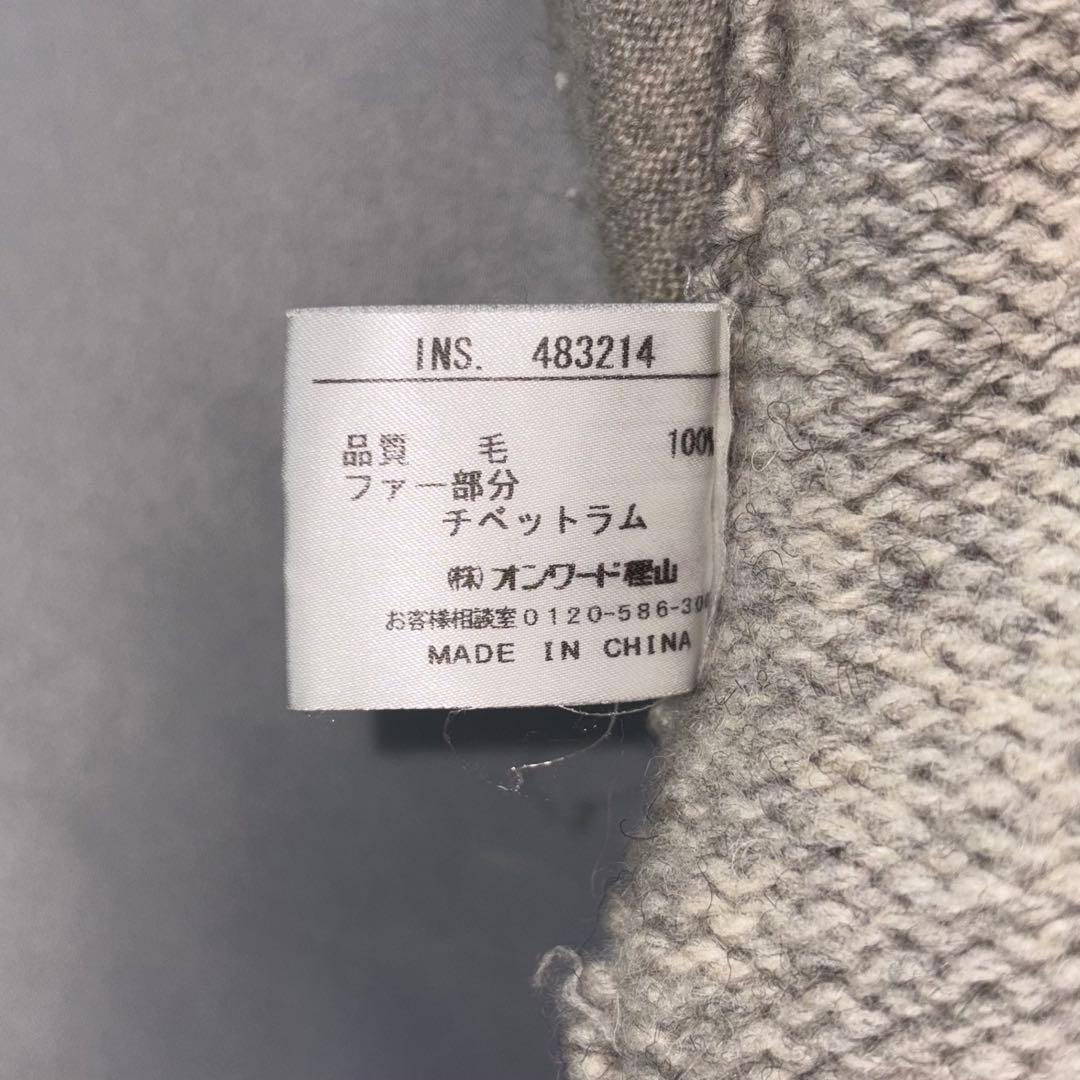 INS. 483214
品質 毛 100%
ファー部分
チベットラム
(株)オンワード樫山
お客様相談室0120-586-30
MADE IN CHINA